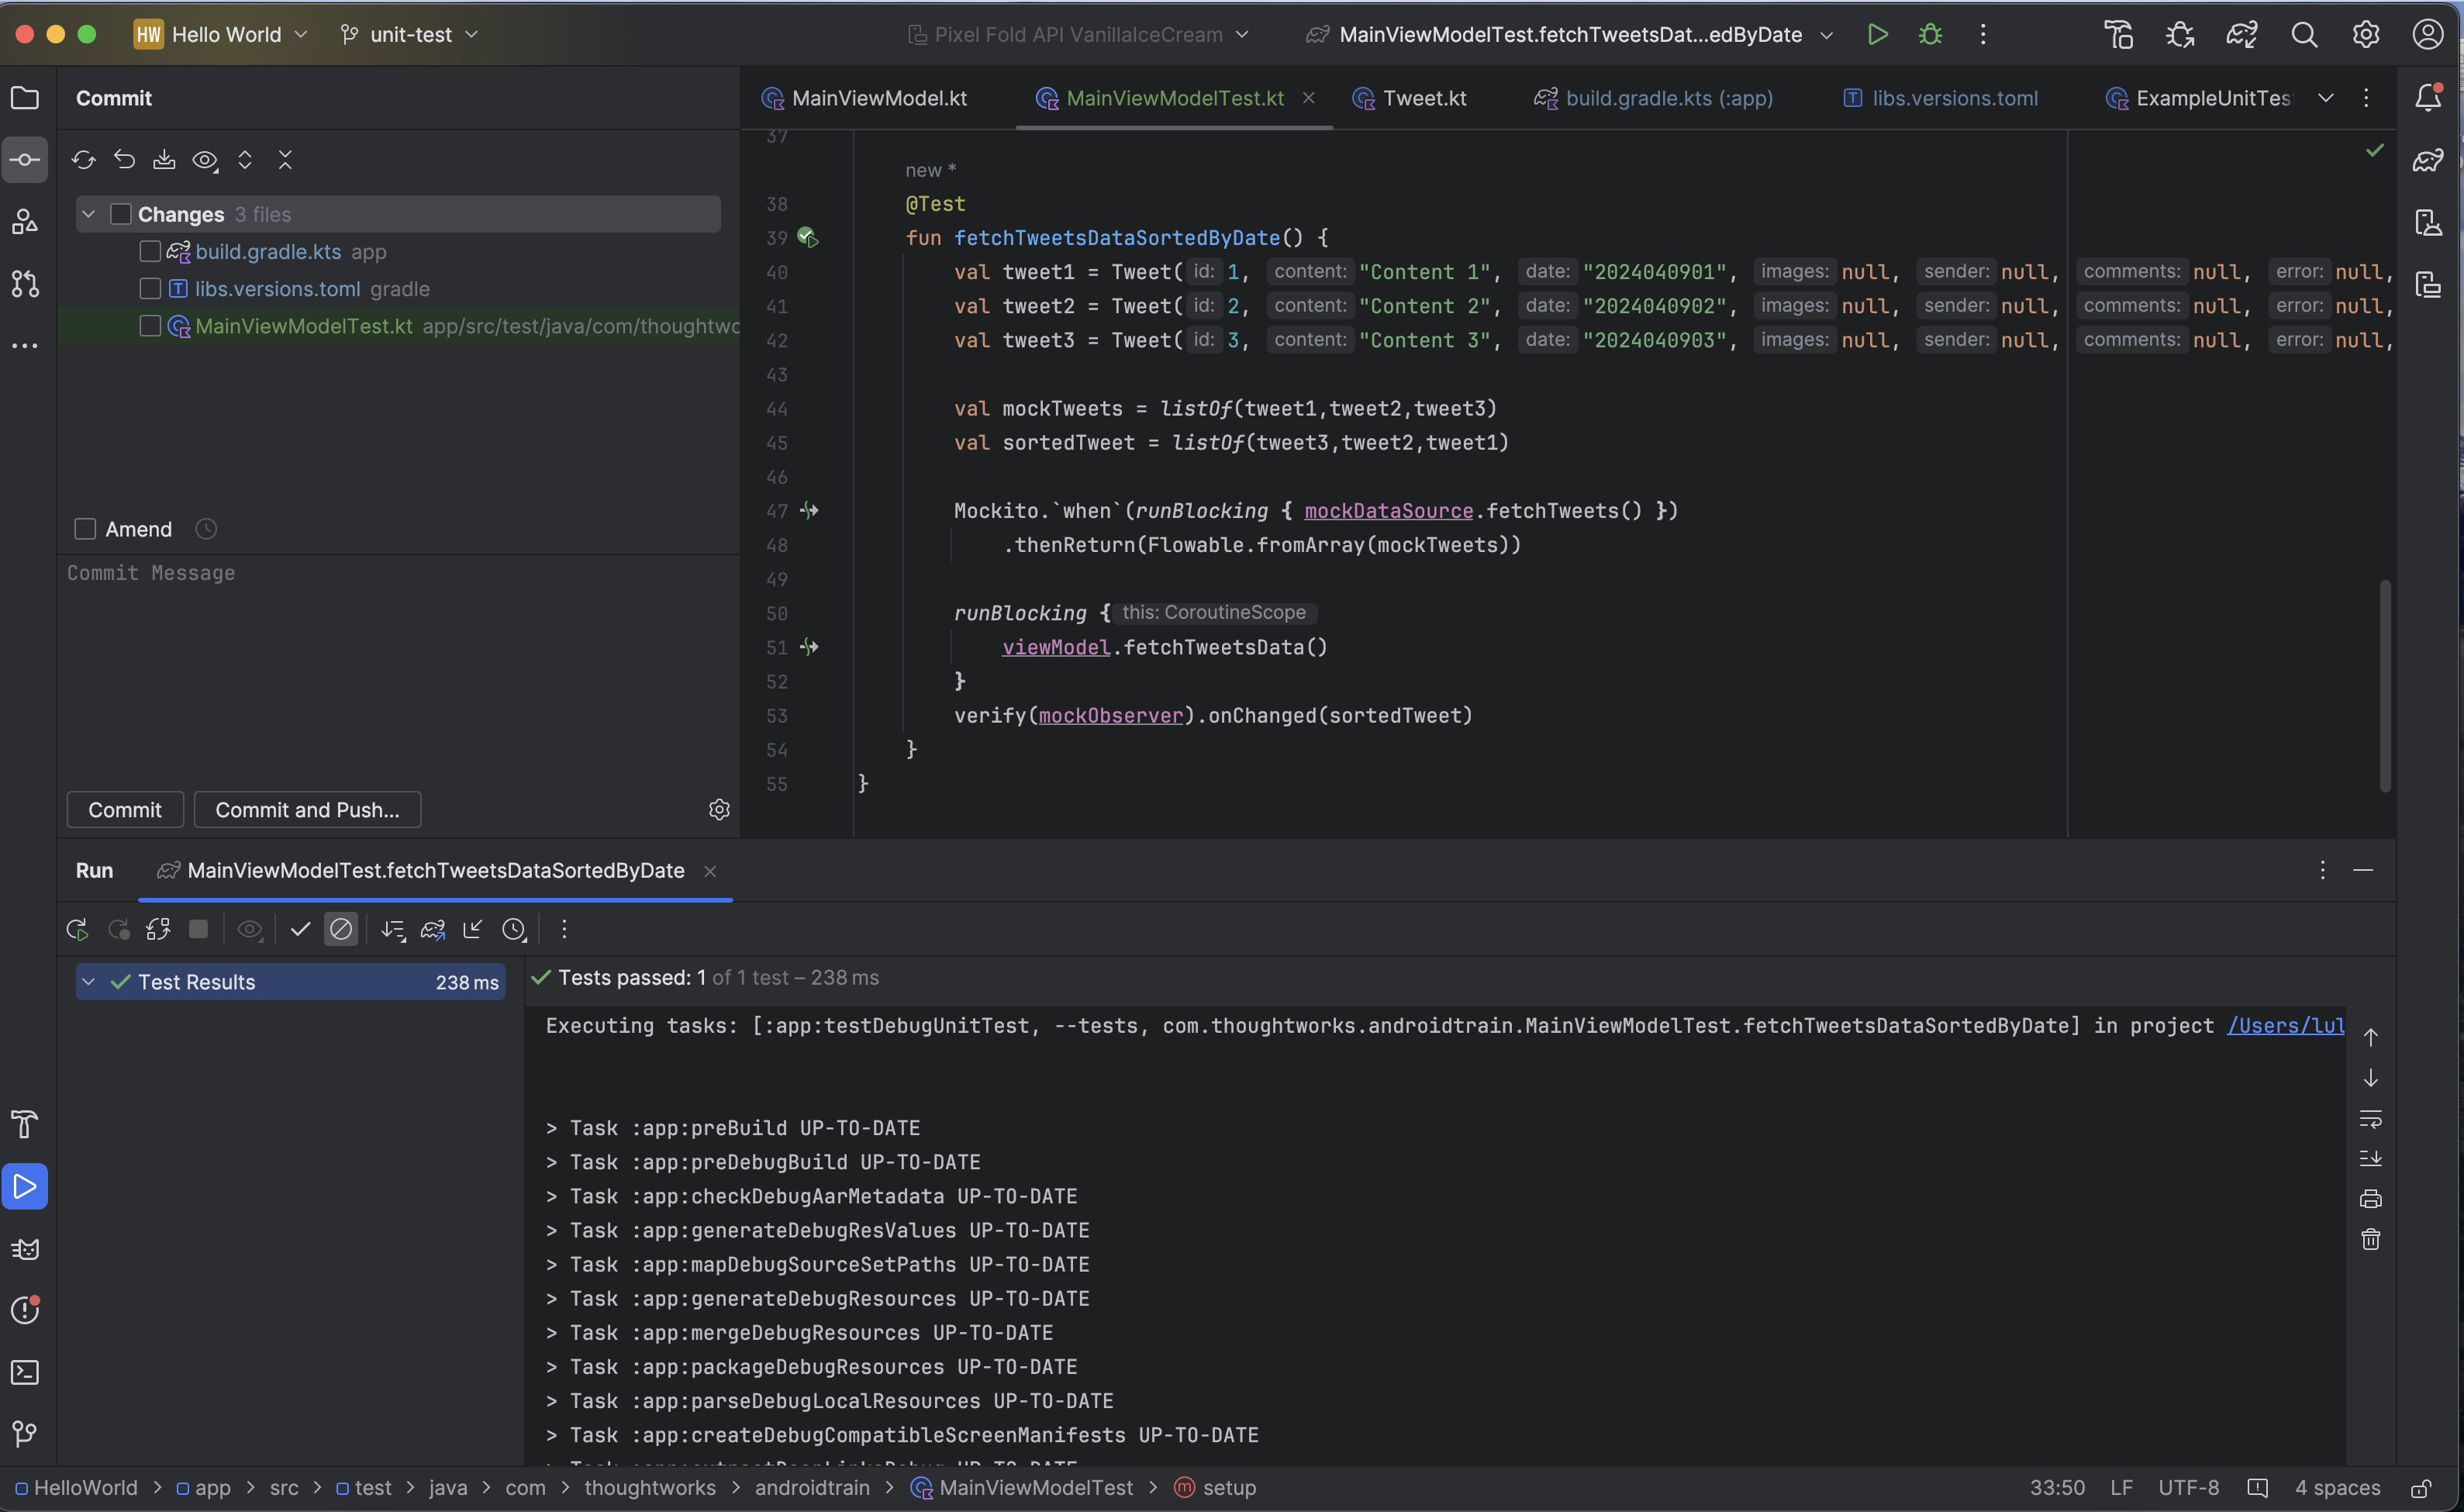 HW Hello World unit-test Pixel Fold API VanillaIceCream MainViewModelTest.fetchTweetsDat...edByDate
Commit
MainViewModel.kt MainViewModelTest.kt Tweet.kt build.gradle.kts (:app) libs.versions.toml ExampleUnitTes
Changes 3 files
build.gradle.kts app
libs.versions.toml gradle
MainViewModelTest.kt app/src/test/java/com/thoughtwo
Amend
Commit Message
Commit Commit and Push...
37
new *
38 @Test
39 fun fetchTweetsDataSortedByDate() {
40 val tweet1 = Tweet( id: 1, content: "Content 1", date: "2024040901", images: null, sender: null, comments: null, error: null,
41 val tweet2 = Tweet( id: 2, content: "Content 2", date: "2024040902", images: null, sender: null, comments: null, error: null,
42 val tweet3 = Tweet( id: 3, content: "Content 3", date: "2024040903", images: null, sender: null, comments: null, error: null,
43
44 val mockTweets = listOf(tweet1,tweet2,tweet3)
45 val sortedTweet = listOf(tweet3,tweet2,tweet1)
46
47 Mockito.`when`(runBlocking { mockDataSource.fetchTweets() })
48 .thenReturn(Flowable.fromArray(mockTweets))
49
50 runBlocking { this: CoroutineScope
51 viewModel.fetchTweetsData()
52 }
53 verify(mockObserver).onChanged(sortedTweet)
54 }
55 }
Run MainViewModelTest.fetchTweetsDataSortedByDate
Test Results 238 ms
Tests passed: 1 of 1 test – 238 ms
Executing tasks: [:app:testDebugUnitTest, --tests, com.thoughtworks.androidtrain.MainViewModelTest.fetchTweetsDataSortedByDate] in project /Users/lul
> Task :app:preBuild UP-TO-DATE
> Task :app:preDebugBuild UP-TO-DATE
> Task :app:checkDebugAarMetadata UP-TO-DATE
> Task :app:generateDebugResValues UP-TO-DATE
> Task :app:mapDebugSourceSetPaths UP-TO-DATE
> Task :app:generateDebugResources UP-TO-DATE
> Task :app:mergeDebugResources UP-TO-DATE
> Task :app:packageDebugResources UP-TO-DATE
> Task :app:parseDebugLocalResources UP-TO-DATE
> Task :app:createDebugCompatibleScreenManifests UP-TO-DATE
HelloWorld > app > src > test > java > com > thoughtworks > androidtrain > MainViewModelTest > setup 33:50 LF UTF-8 4 spaces